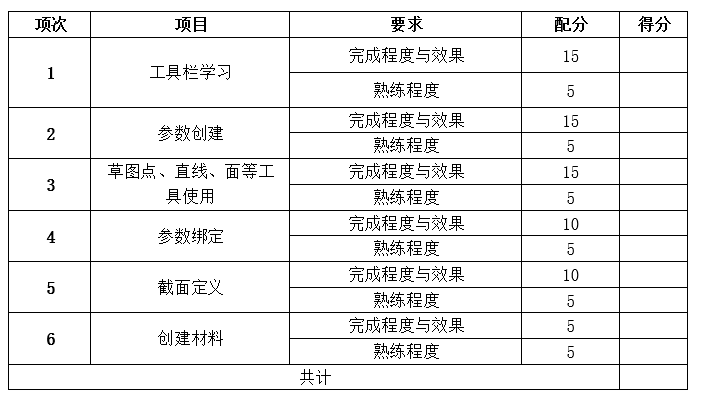 项次 项目 要求 配分 得分
1 工具栏学习 完成程度与效果 15
熟练程度 5
2 参数创建 完成程度与效果 15
熟练程度 5
3 草图点、直线、面等工 完成程度与效果 15
具使用 熟练程度 5
4 参数绑定 完成程度与效果 10
熟练程度 5
5 截面定义 完成程度与效果 10
熟练程度 5
6 创建材料 完成程度与效果 5
熟练程度 5
共计